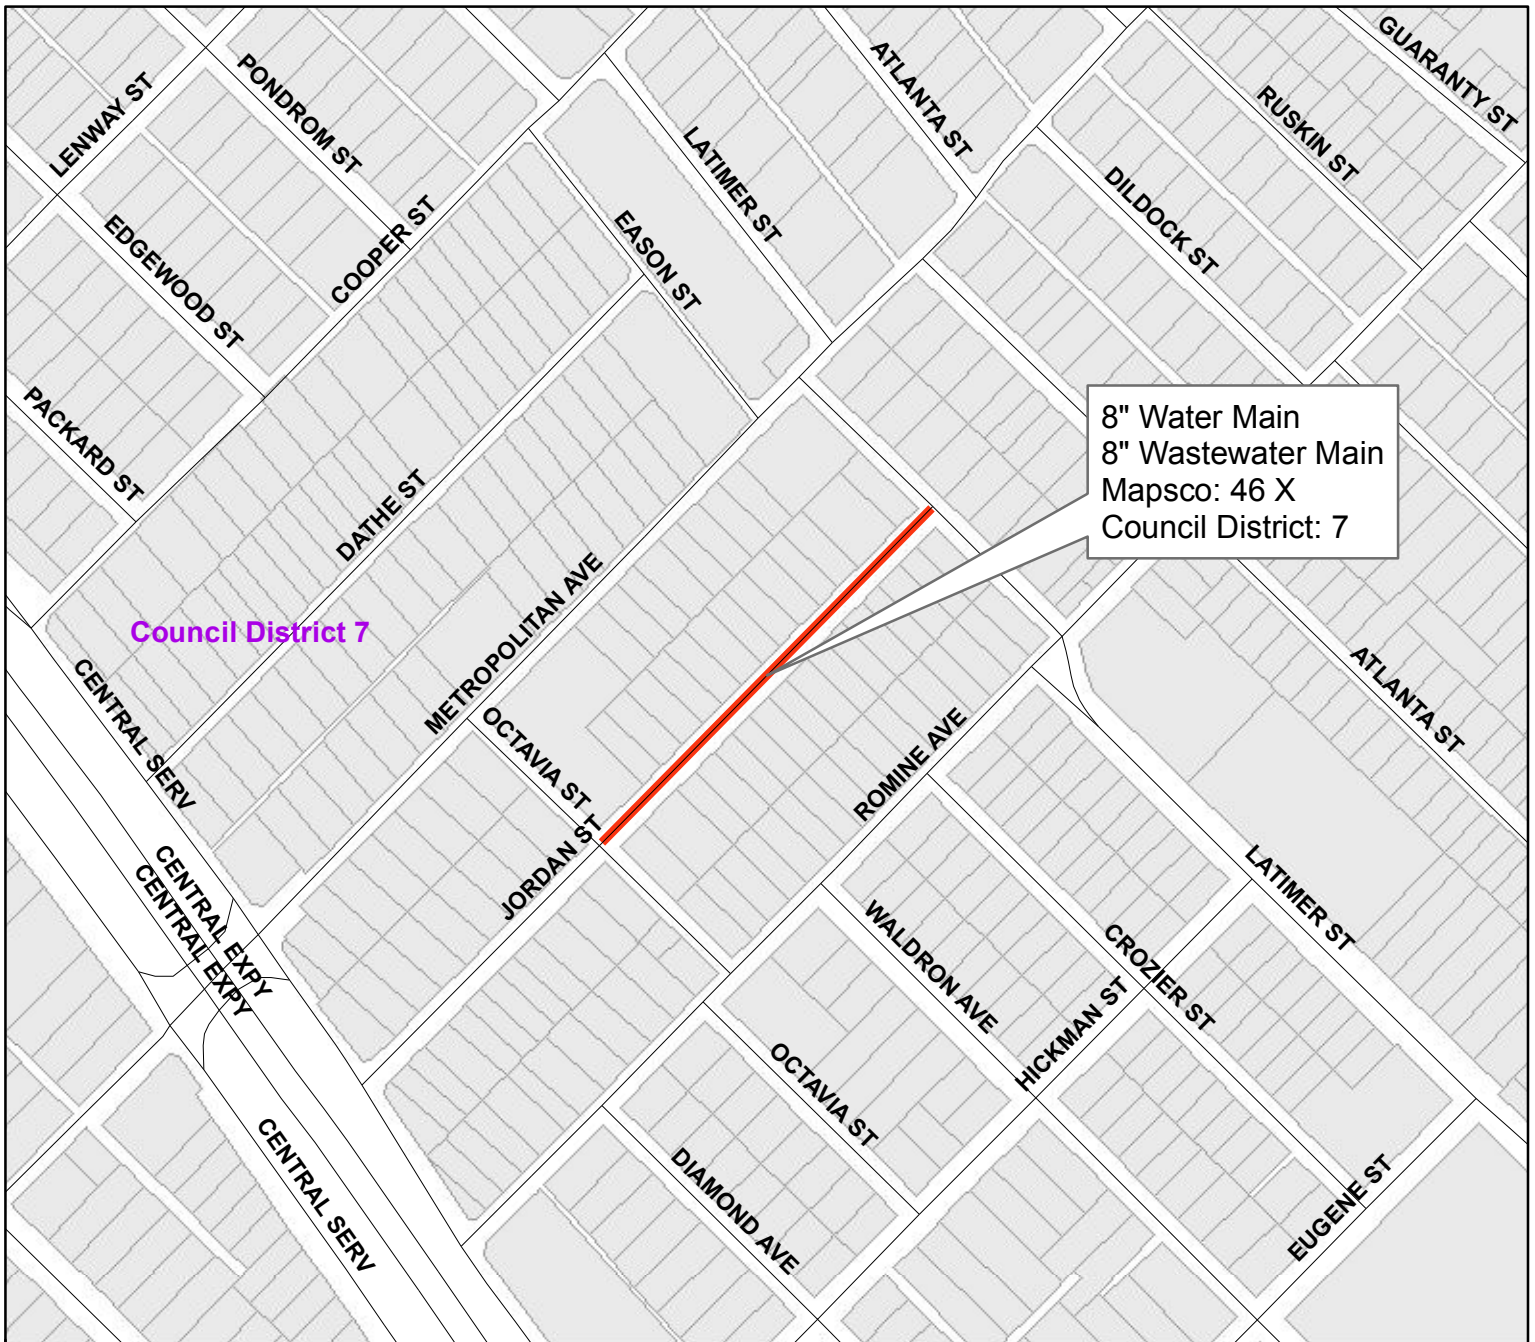 GUARANTY ST
PONDROM ST
LENWAY ST
ATLANTA ST
RUSKIN ST
LATIMER ST
DILDOCK ST
COOPER ST
EDGEWOOD ST
EASON ST
PACKARD ST
8" Water Main
8" Wastewater Main
Mapsco: 46 X
Council District: 7
DATHE ST
METROPOLITAN AVE
Council District 7
CENTRAL SERV
OCTAVIA ST
ATLANTA ST
ROMINE AVE
JORDAN ST
LATIMER ST
CENTRAL EXPY
CENTRAL EXPY
WALDRON AVE
CROZIER ST
HICKMAN ST
OCTAVIA ST
CENTRAL SERV
DIAMOND AVE
EUGENE ST